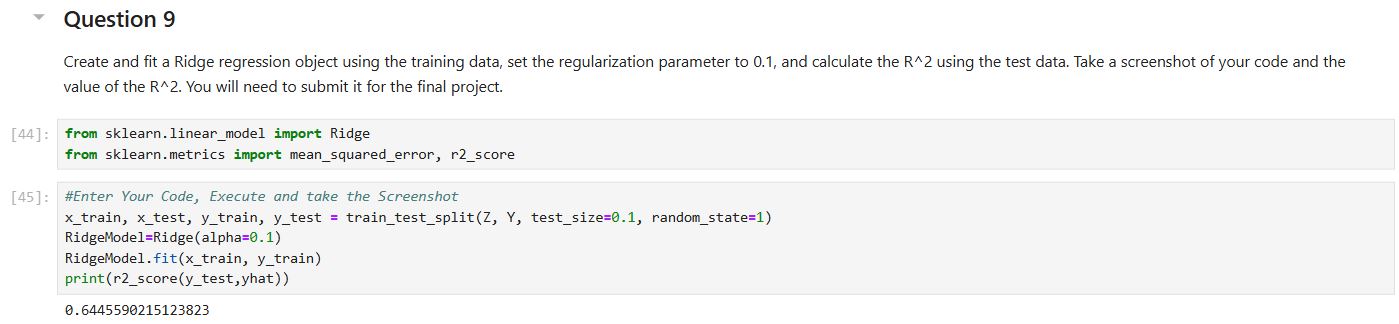 Question 9
Create and fit a Ridge regression object using the training data, set the regularization parameter to 0.1, and calculate the R^2 using the test data. Take a screenshot of your code and the
value of the R^2. You will need to submit it for the final project.
[44]: from sklearn.linear_model import Ridge
from sklearn.metrics import mean_squared_error, r2_score
[45]: #Enter Your Code, Execute and take the Screenshot
x_train, x_test, y_train, y_test = train_test_split(Z, Y, test_size=0.1, random_state=1)
RidgeModel=Ridge(alpha=0.1)
RidgeModel.fit(x_train, y_train)
print(r2_score(y_test,yhat))
0.6445590215123823